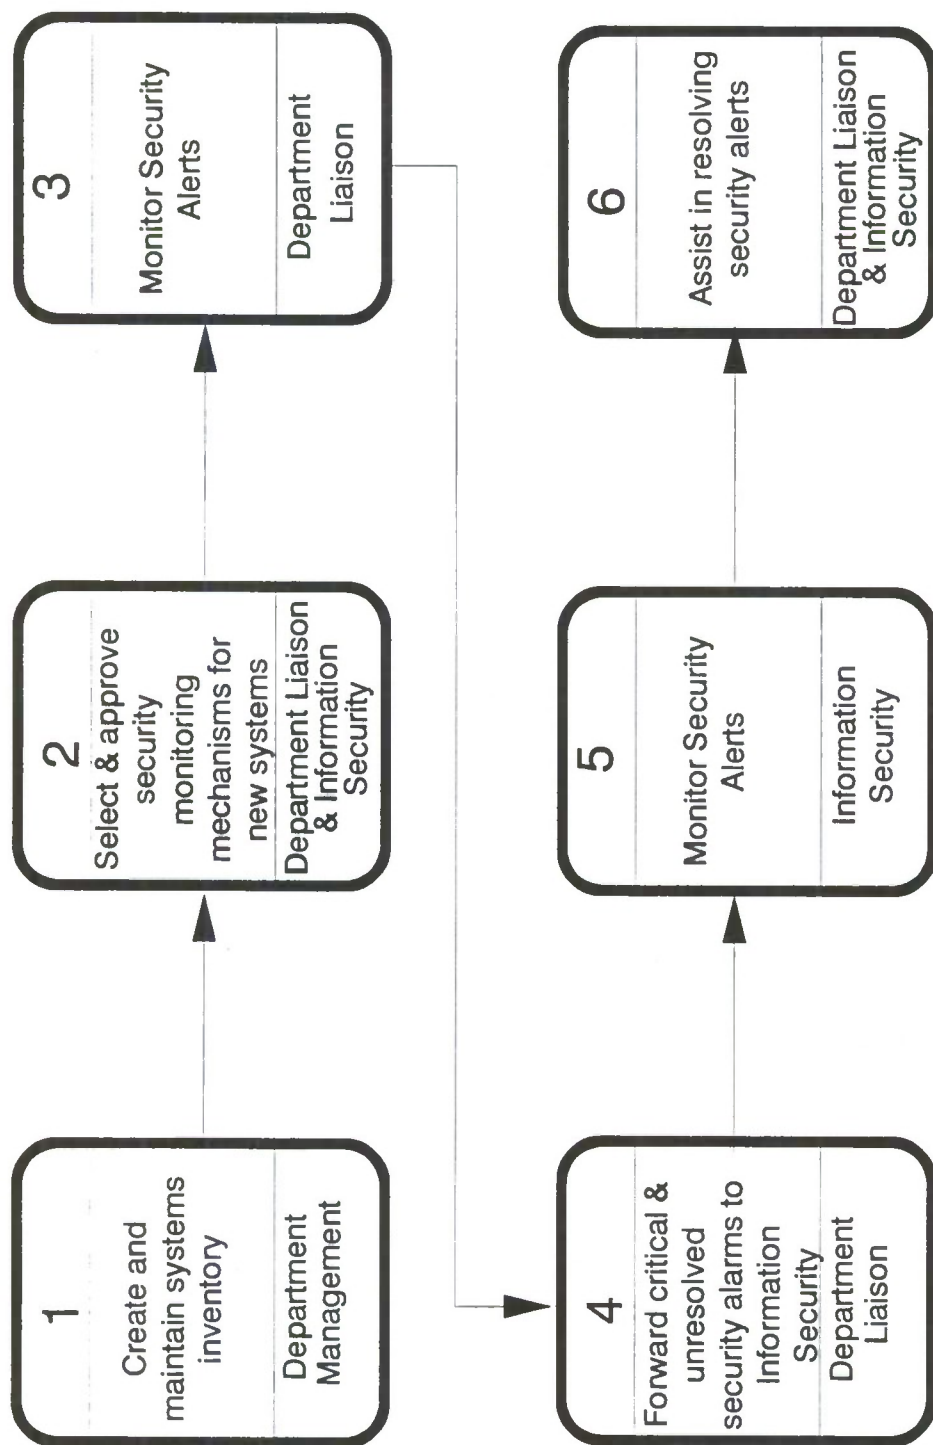 1
Create and
maintain systems
inventory
Department
Management
2
Select & approve
security
monitoring
mechanisms for
new systems
Department Liaison
& Information
Security
3
Monitor Security
Alerts
Department
Liaison
4
Forward critical &
unresolved
security alarms to
Information
Security
Department
Liaison
5
Monitor Security
Alerts
Information
Security
6
Assist in resolving
security alerts
Department Liaison
& Information
Security